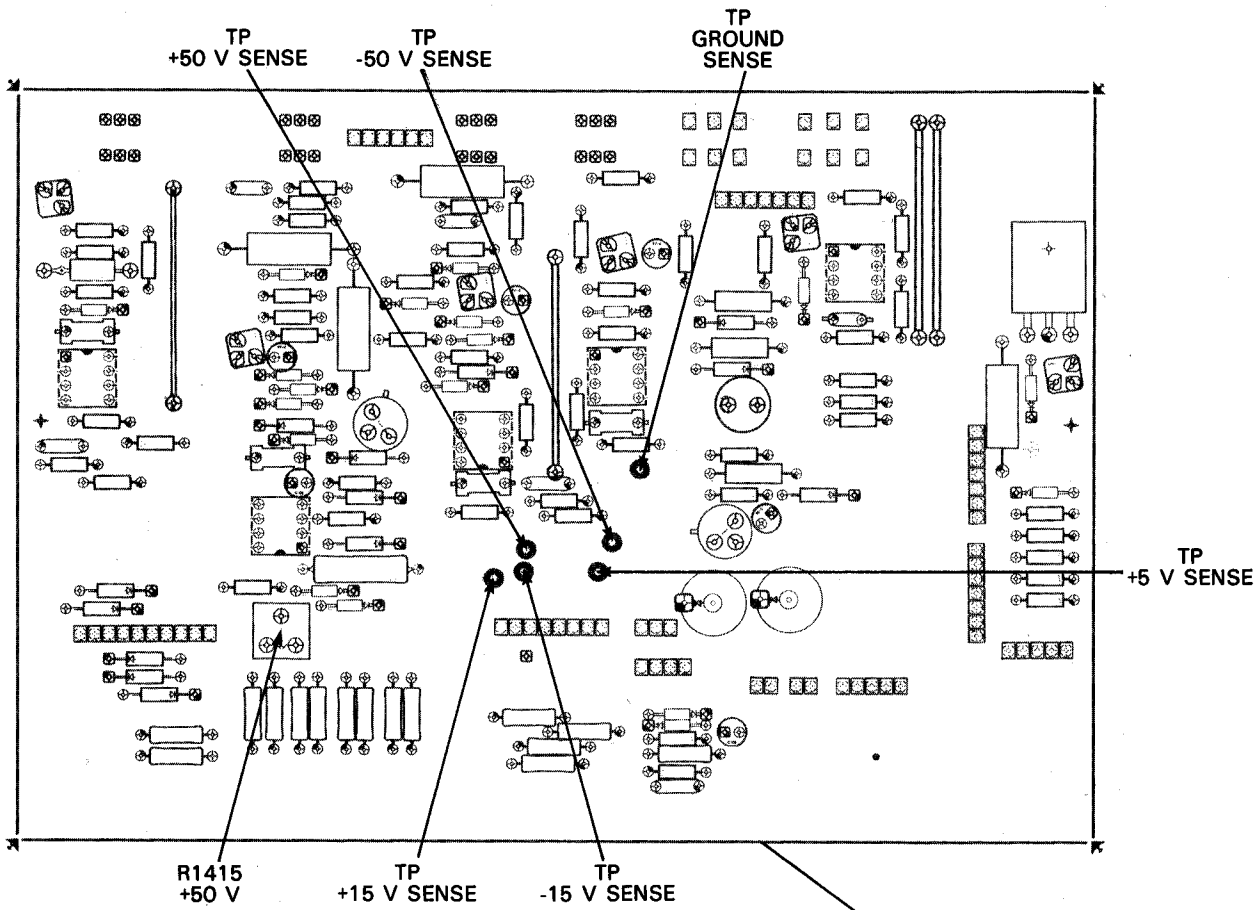 TP
+50 V SENSE
TP
-50 V SENSE
TP
GROUND
SENSE
TP
+5 V SENSE
R1415
+50 V
TP
+15 V SENSE
TP
-15 V SENSE